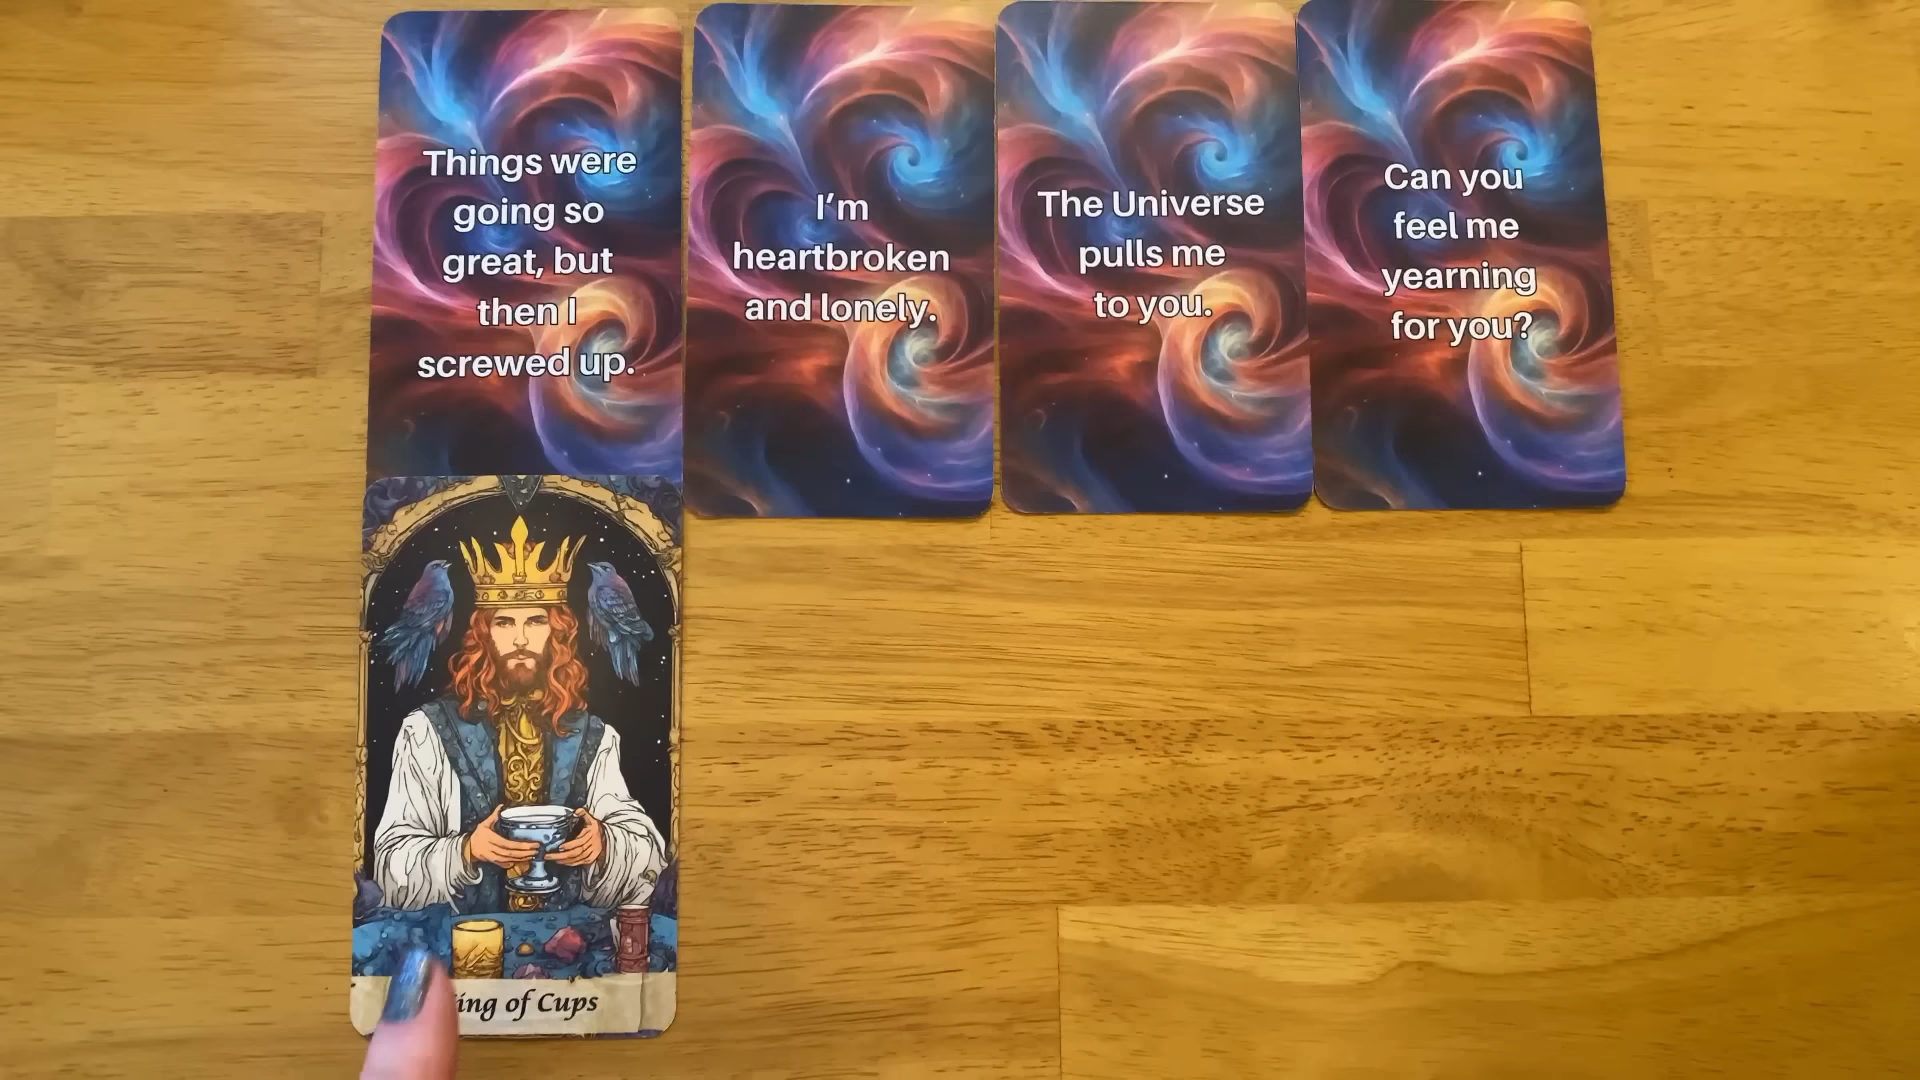 Things were
going so
great, but
then I
screwed up.
I'm
heartbroken
and lonely.
The Universe
pulls me
to you.
Can you
feel me
yearning
for you?
ing of Cups